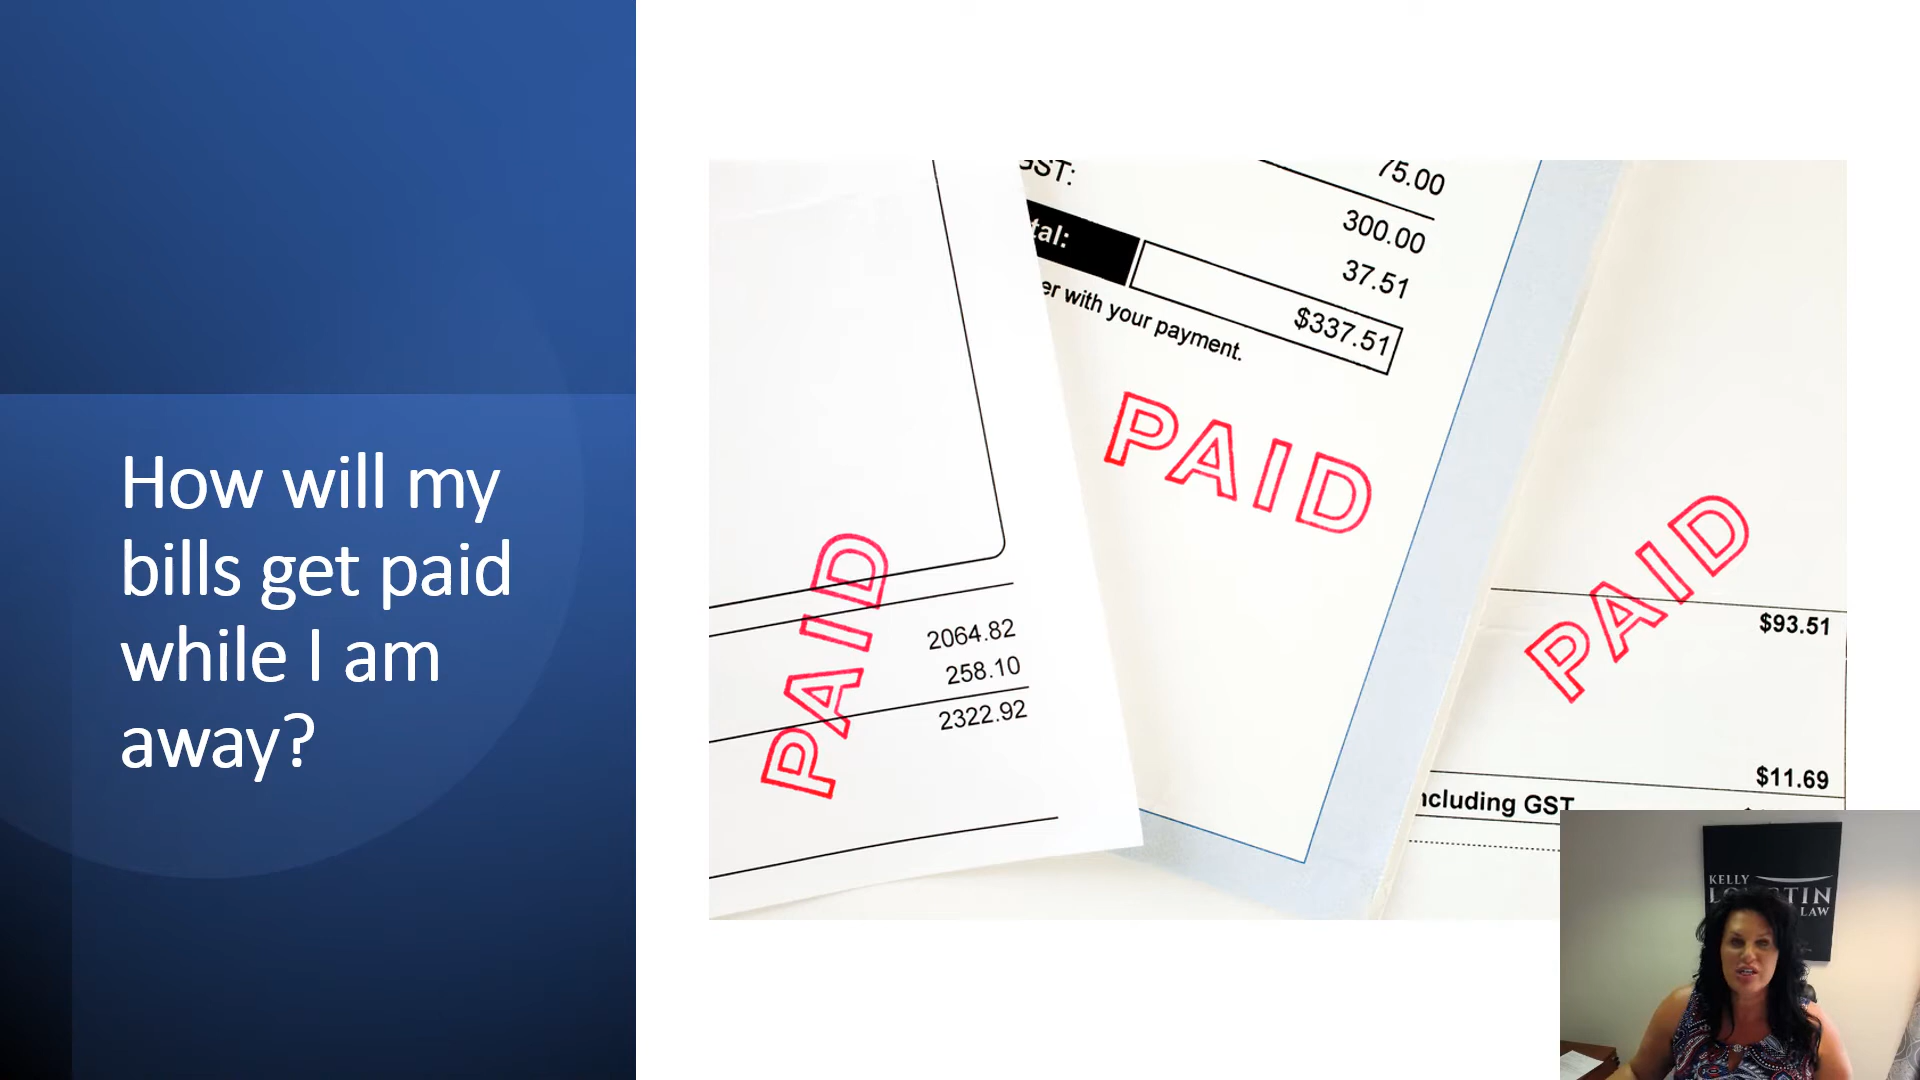 How will my
bills get paid
while I am
away?
GST:
75.00
300.00
37.51
tal:
$337.51
er with your payment.
PAID
PAID
2064.82
258.10
2322.92
PAID
$93.51
$11.69
ncluding GST
KELLY
LAW